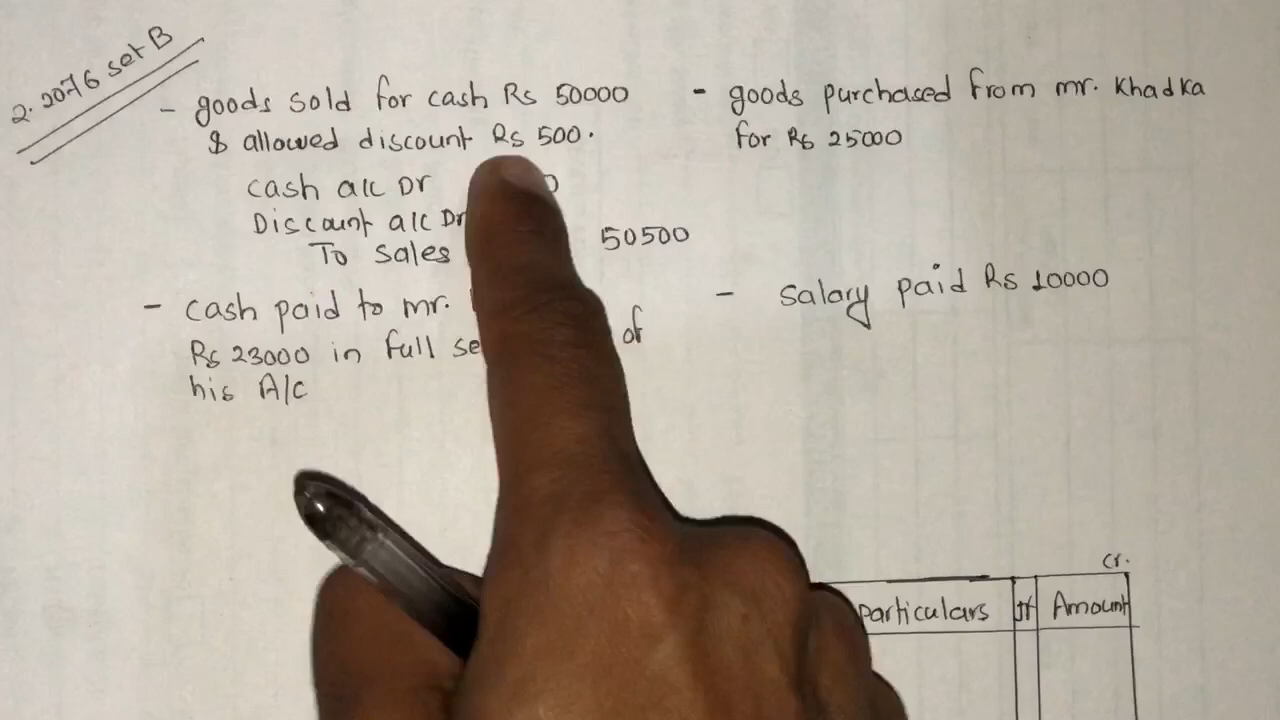 2. 2076 set B
- goods sold for cash Rs 50000
& allowed discount Rs 500.
cash a/c Dr
Discount a/c Dr
To sales 50500
- cash paid to mr.
Rs 23000 in full of
his A/C
- goods purchased from mr. Khadka
for Rs 25000
- salary paid Rs 10000
cr.
particulars Jf Amount